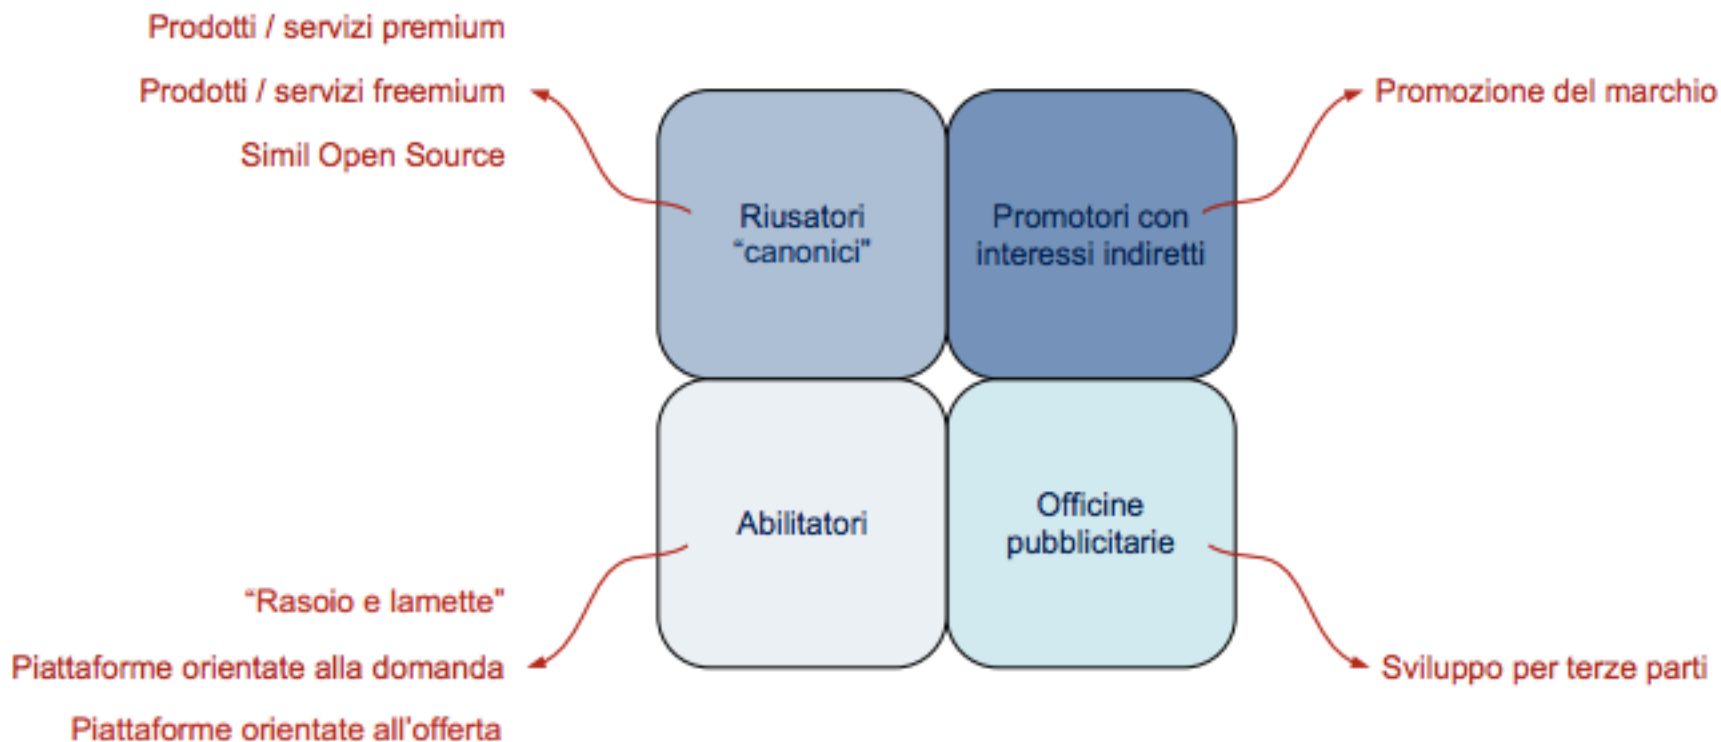 Prodotti / servizi premium
Prodotti / servizi freemium
Simil Open Source
Promozione del marchio
Riusatori
“canonici"
Promotori con
interessi indiretti
Abilitatori
Officine
pubblicitarie
“Rasoio e lamette"
Piattaforme orientate alla domanda
Piattaforme orientate all'offerta
Sviluppo per terze parti